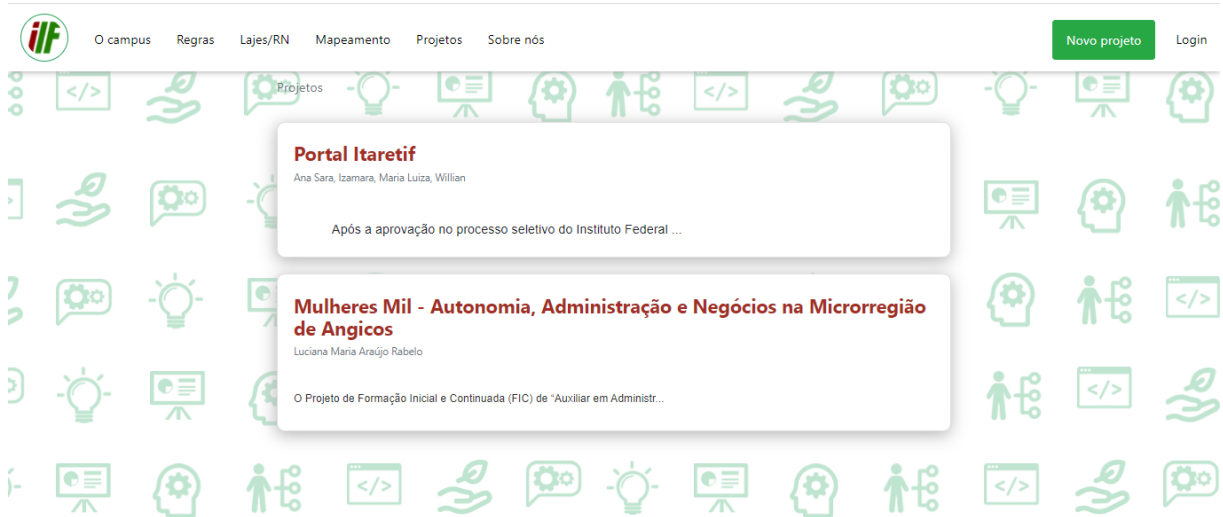 iIF
O campus Regras Lajes/RN Mapeamento Projetos Sobre nós Novo projeto Login
Projetos
Portal Itaretif
Ana Sara, Izamara, Maria Luiza, Willian
Após a aprovação no processo seletivo do Instituto Federal ...
Mulheres Mil - Autonomia, Administração e Negócios na Microrregião
de Angicos
Luciana Maria Araújo Rabelo
O Projeto de Formação Inicial e Continuada (FIC) de “Auxiliar em Administr...